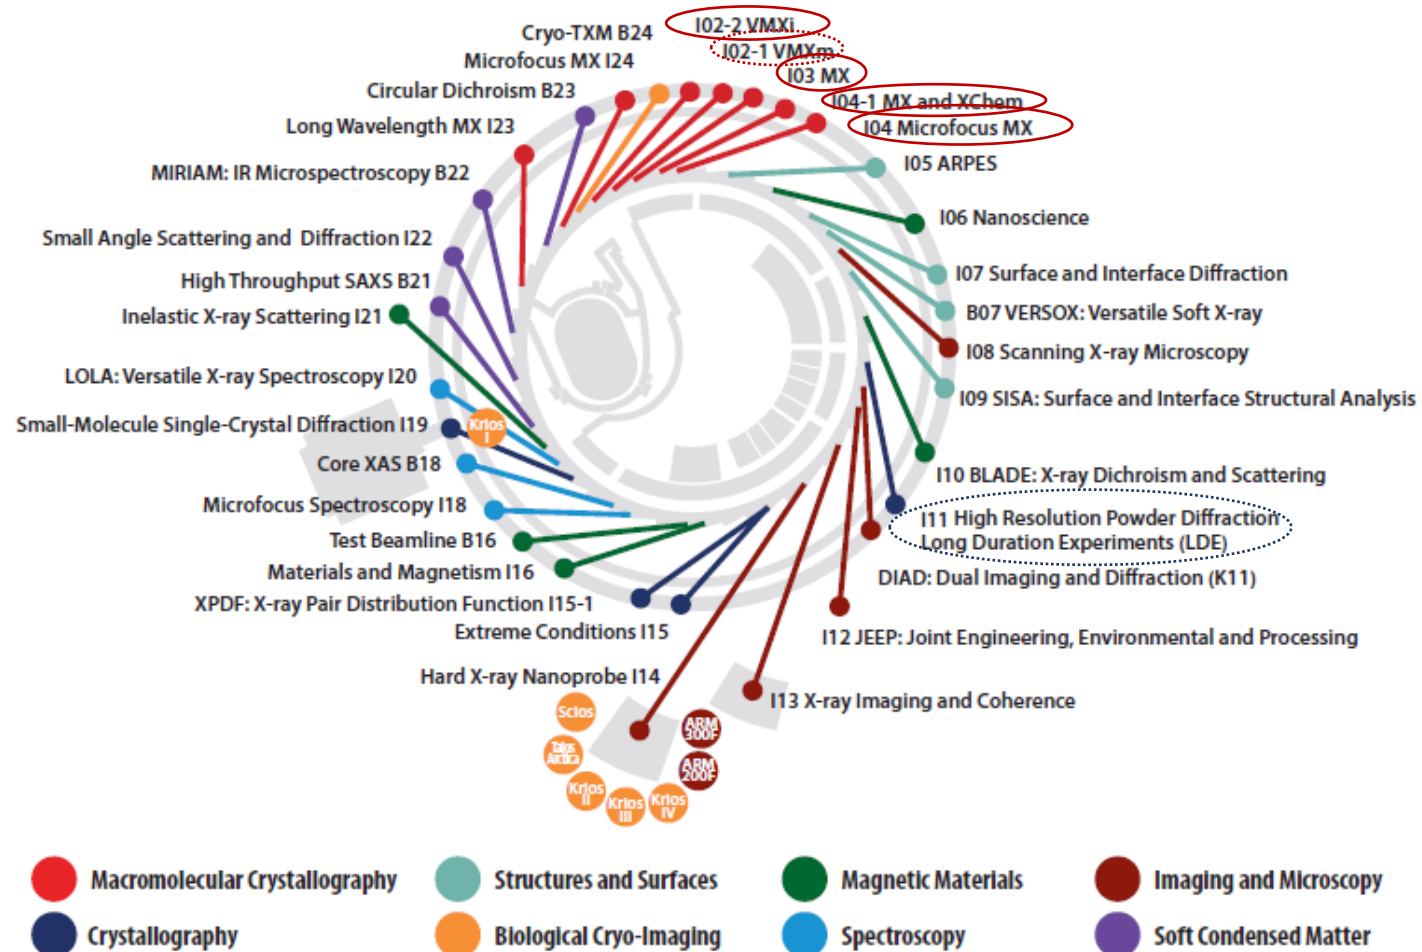 Cryo-TXM B24
Microfocus MX I24
Circular Dichroism B23
Long Wavelength MX I23
MIRIAM: IR Microspectroscopy B22
Small Angle Scattering and Diffraction I22
High Throughput SAXS B21
Inelastic X-ray Scattering I21
LOLA: Versatile X-ray Spectroscopy I20
Small-Molecule Single-Crystal Diffraction I19
Krios
I
Core XAS B18
Microfocus Spectroscopy I18
Test Beamline B16
Materials and Magnetism I16
XPDF: X-ray Pair Distribution Function I15-1
Extreme Conditions I15
Hard X-ray Nanoprobe I14
I02-2 VMXi
I02-1 VMXm
I03 MX
I04-1 MX and XChem
I04 Microfocus MX
I05 ARPES
I06 Nanoscience
I07 Surface and Interface Diffraction
B07 VERSOX: Versatile Soft X-ray
I08 Scanning X-ray Microscopy
I09 SISA: Surface and Interface Structural Analysis
I10 BLADE: X-ray Dichroism and Scattering
I11 High Resolution Powder Diffraction
Long Duration Experiments (LDE)
DIAD: Dual Imaging and Diffraction (K11)
I12 JEEP: Joint Engineering, Environmental and Processing
I13 X-ray Imaging and Coherence
Scios
Talos
Arctica
Krios
II
Krios
III
Krios
IV
ARM
300F
ARM
200F
Macromolecular Crystallography
Structures and Surfaces
Magnetic Materials
Imaging and Microscopy
Crystallography
Biological Cryo-Imaging
Spectroscopy
Soft Condensed Matter